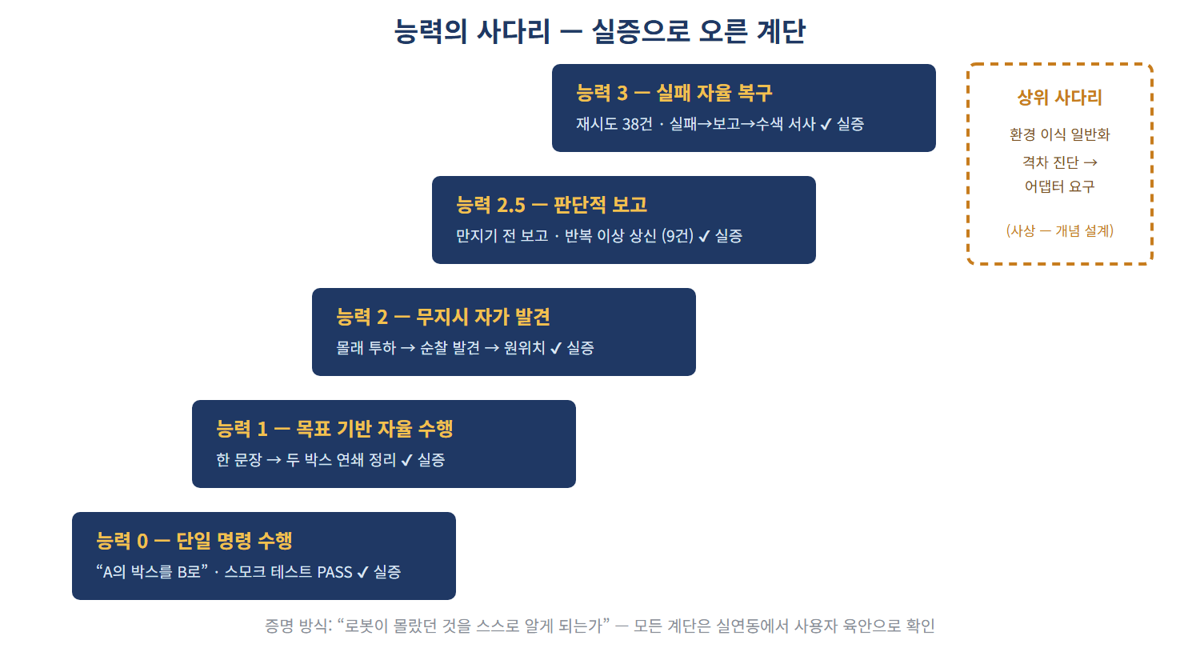 능력의 사다리 — 실증으로 오른 계단
능력 3 — 실패 자율 복구
재시도 38건 · 실패→보고→수색 서사 ✓ 실증
상위 사다리
환경 이식 일반화
격차 진단 →
어댑터 요구
(사상 — 개념 설계)
능력 2.5 — 판단적 보고
만지기 전 보고 · 반복 이상 상신 (9건) ✓ 실증
능력 2 — 무지시 자가 발견
몰래 투하 → 순찰 발견 → 원위치 ✓ 실증
능력 1 — 목표 기반 자율 수행
한 문장 → 두 박스 연쇄 정리 ✓ 실증
능력 0 — 단일 명령 수행
“A의 박스를 B로” · 스모크 테스트 PASS ✓ 실증
증명 방식: “로봇이 몰랐던 것을 스스로 알게 되는가” — 모든 계단은 실연동에서 사용자 육안으로 확인